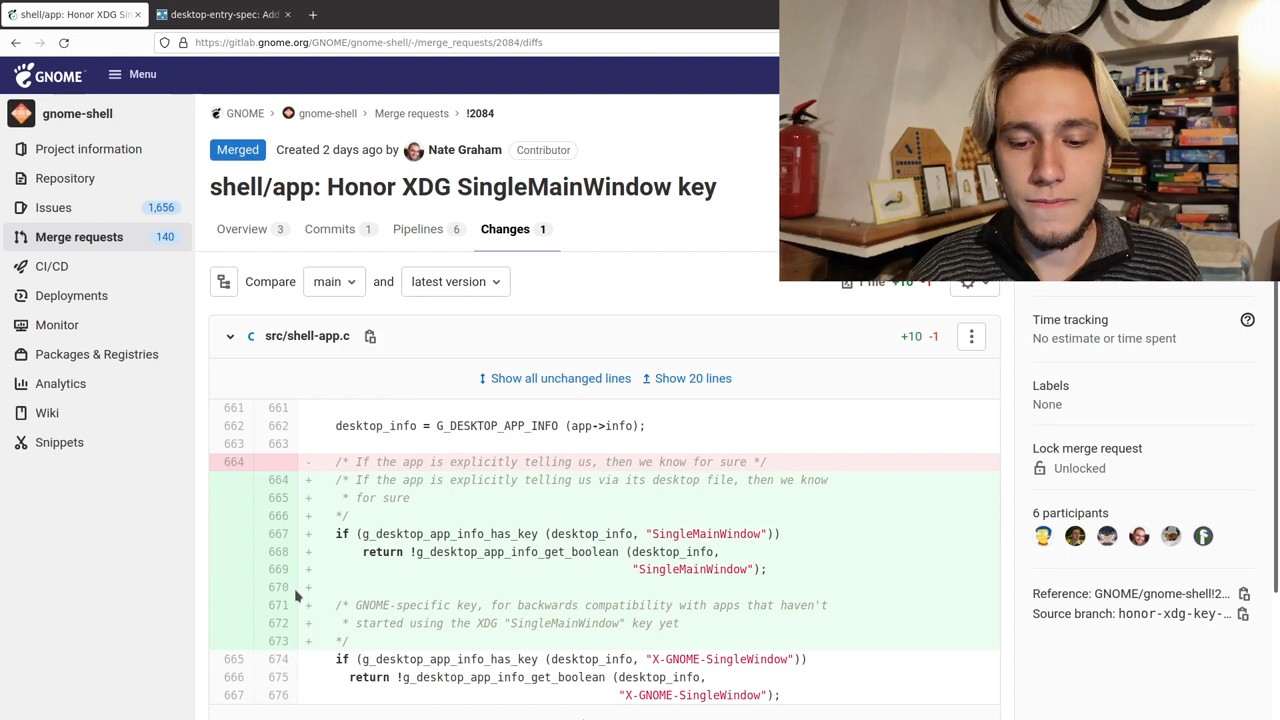 shell/app: Honor XDG Sin
desktop-entry-spec: Add
https://gitlab.gnome.org/GNOME/gnome-shell/-/merge_requests/2084/diffs
GNOME
Menu
gnome-shell
Project information
Repository
Issues 1,656
Merge requests 140
CI/CD
Deployments
Monitor
Packages & Registries
Analytics
Wiki
Snippets
GNOME > gnome-shell > Merge requests > !2084
Merged Created 2 days ago by Nate Graham Contributor
shell/app: Honor XDG SingleMainWindow key
Overview 3 Commits 1 Pipelines 6 Changes 1
Compare main and latest version
1 file +10 -1
C src/shell-app.c
+10 -1
Show all unchanged lines Show 20 lines
661 661
662 662 desktop_info = G_DESKTOP_APP_INFO (app->info);
663 663
664 - /* If the app is explicitly telling us, then we know for sure */
664 + /* If the app is explicitly telling us via its desktop file, then we know
665 + * for sure
666 + */
667 + if (g_desktop_app_info_has_key (desktop_info, "SingleMainWindow"))
668 + return !g_desktop_app_info_get_boolean (desktop_info,
669 + "SingleMainWindow");
670 +
671 + /* GNOME-specific key, for backwards compatibility with apps that haven't
672 + * started using the XDG "SingleMainWindow" key yet
673 + */
665 674 if (g_desktop_app_info_has_key (desktop_info, "X-GNOME-SingleWindow"))
666 675 return !g_desktop_app_info_get_boolean (desktop_info,
667 676 "X-GNOME-SingleWindow");
Time tracking
No estimate or time spent
Labels
None
Lock merge request
Unlocked
6 participants
Reference: GNOME/gnome-shell!2...
Source branch: honor-xdg-key-...